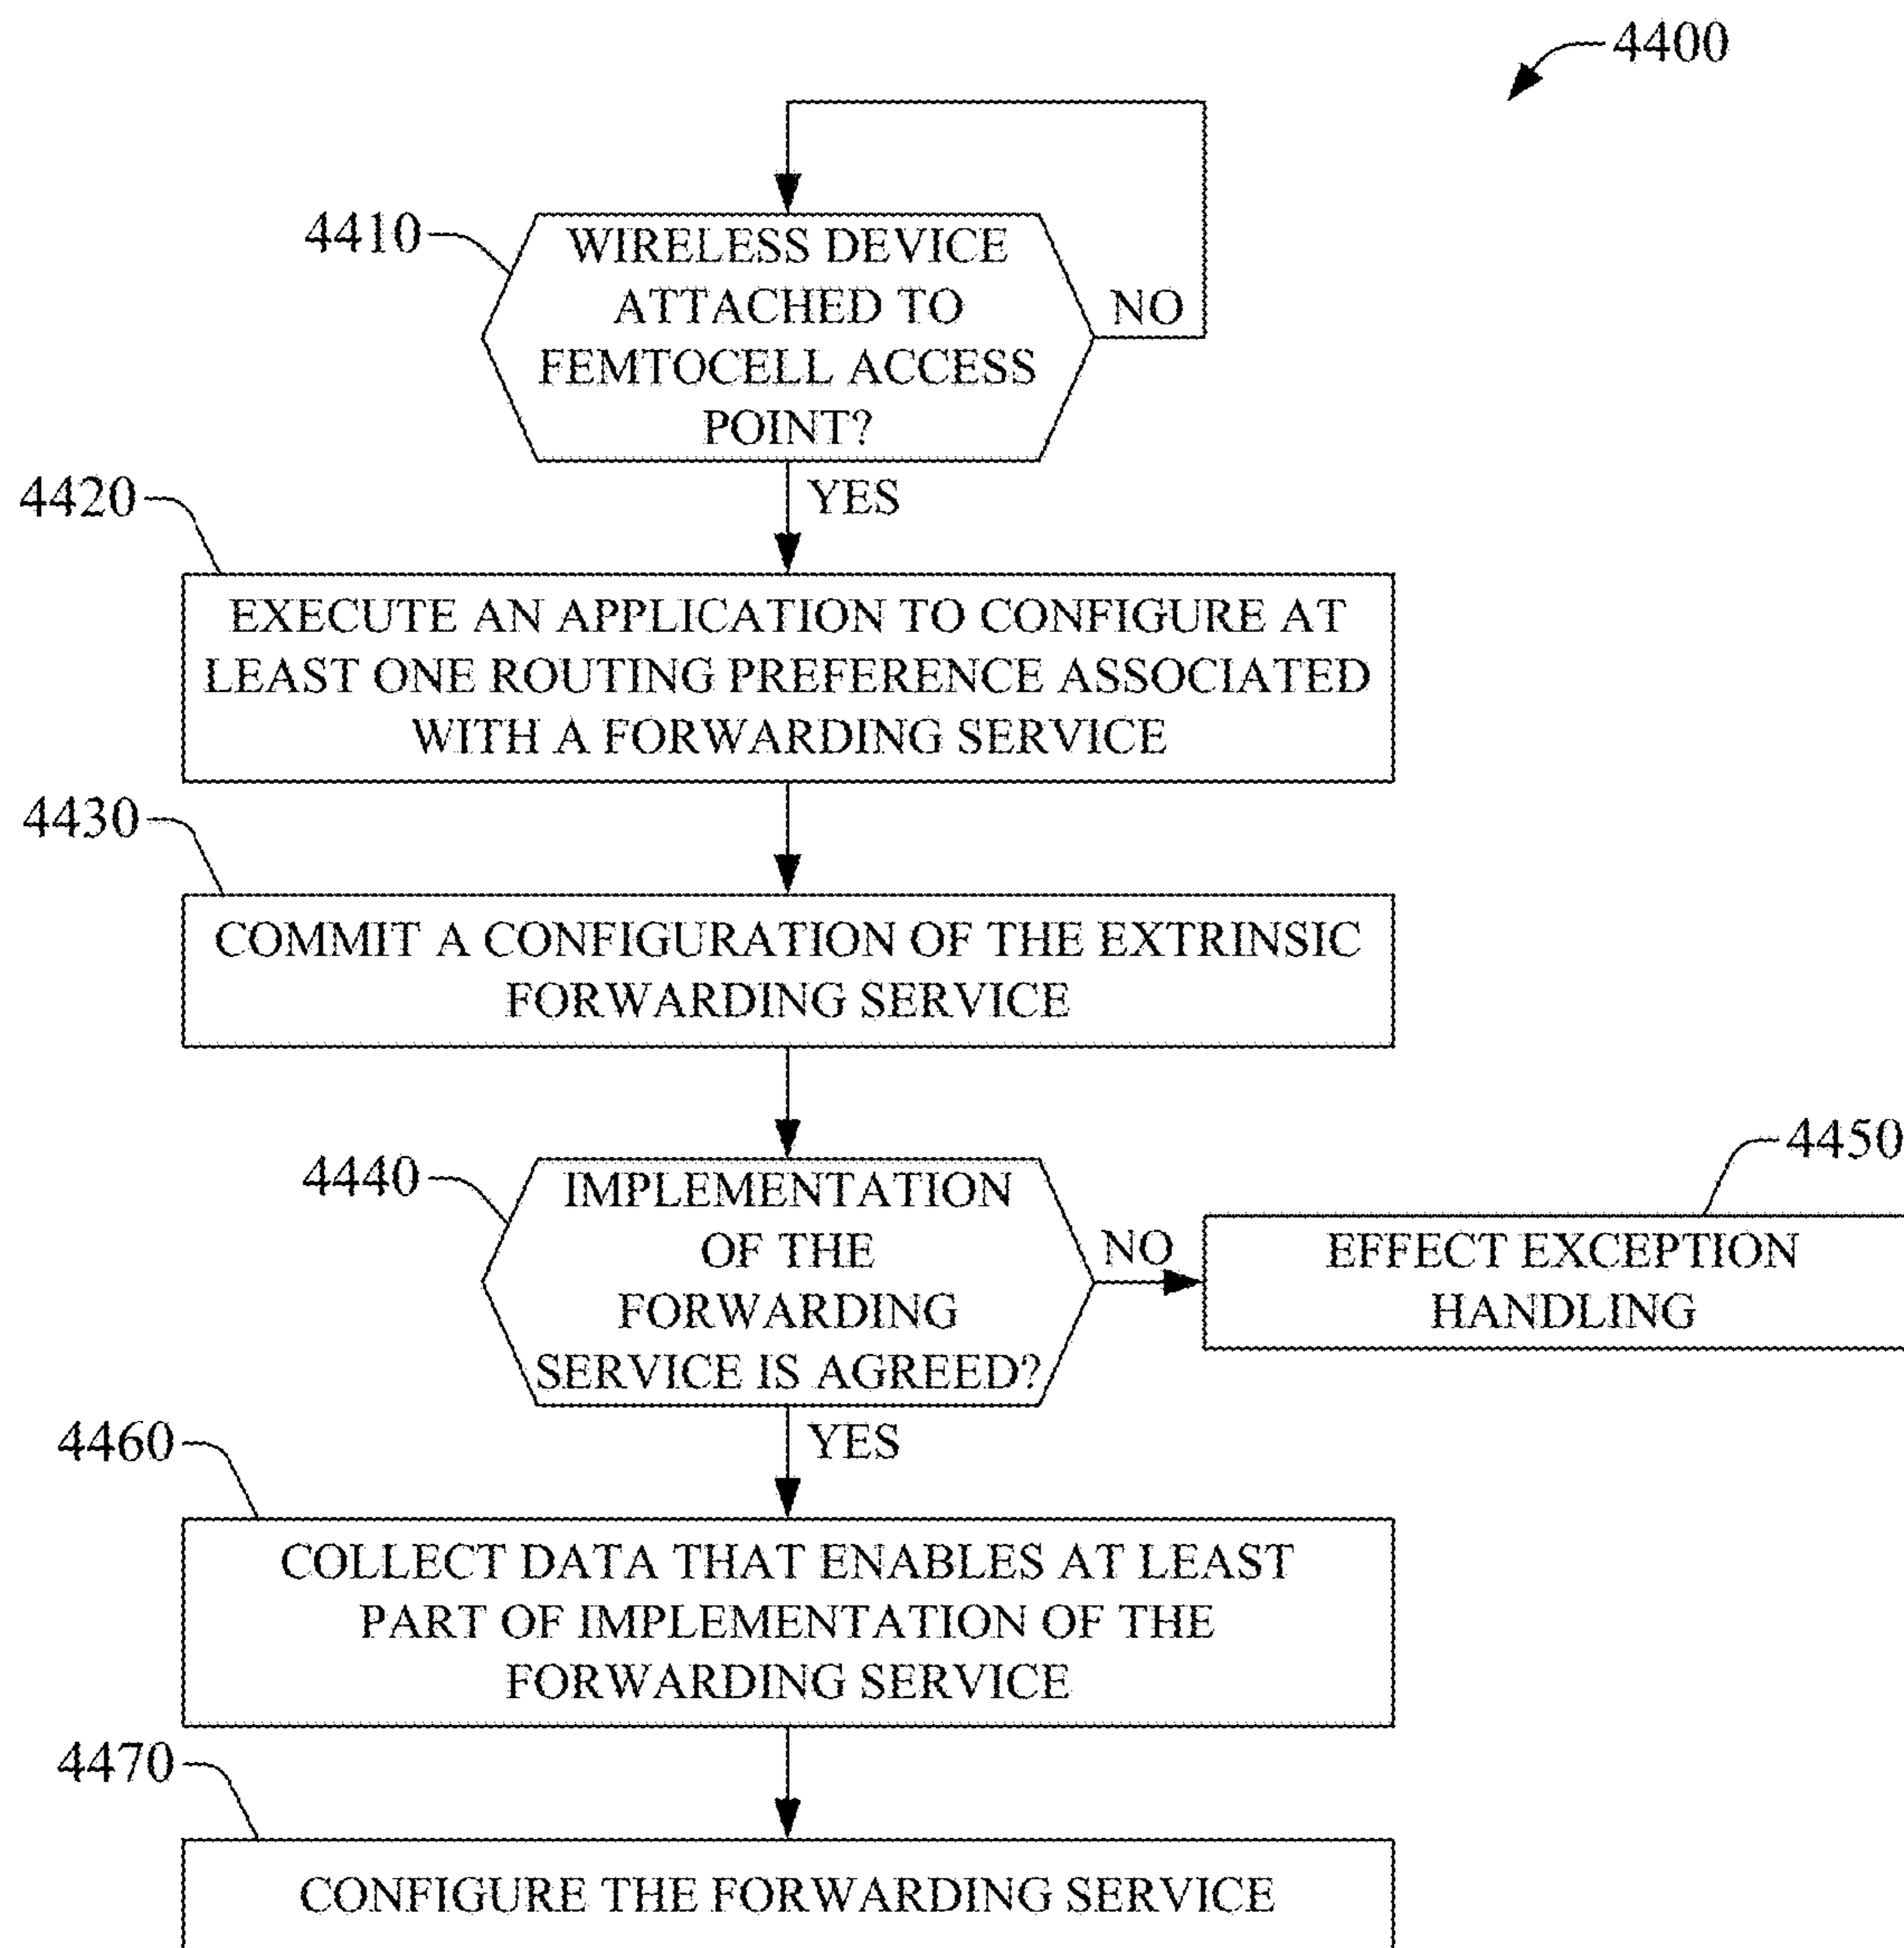 4400
4410
WIRELESS DEVICE
ATTACHED TO
FEMTOCELL ACCESS
POINT?
NO
YES
4420
EXECUTE AN APPLICATION TO CONFIGURE AT
LEAST ONE ROUTING PREFERENCE ASSOCIATED
WITH A FORWARDING SERVICE
4430
COMMIT A CONFIGURATION OF THE EXTRINSIC
FORWARDING SERVICE
4440
IMPLEMENTATION
OF THE
FORWARDING
SERVICE IS AGREED?
NO
4450
EFFECT EXCEPTION
HANDLING
YES
4460
COLLECT DATA THAT ENABLES AT LEAST
PART OF IMPLEMENTATION OF THE
FORWARDING SERVICE
4470
CONFIGURE THE FORWARDING SERVICE